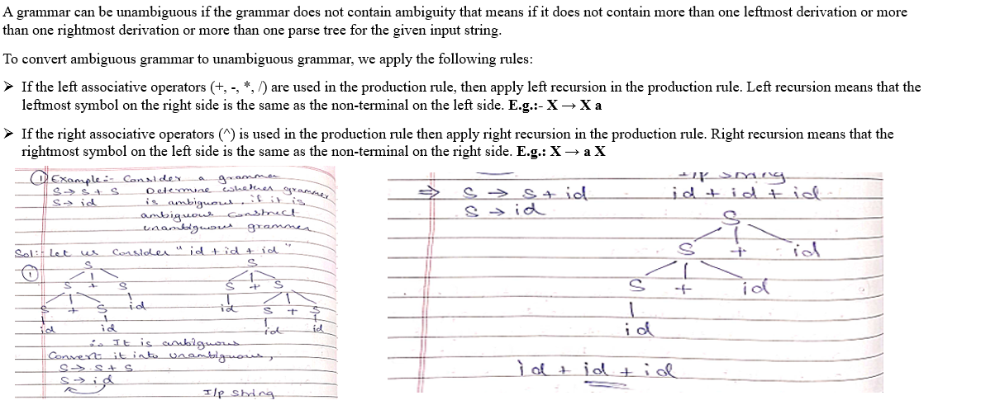 A grammar can be unambiguous if the grammar does not contain ambiguity that means if it does not contain more than one leftmost derivation or more
than one rightmost derivation or more than one parse tree for the given input string.
To convert ambiguous grammar to unambiguous grammar, we apply the following rules:
➢ If the left associative operators (+, -, *, /) are used in the production rule, then apply left recursion in the production rule. Left recursion means that the
leftmost symbol on the right side is the same as the non-terminal on the left side. E.g.:- X → X a
➢ If the right associative operators (^) is used in the production rule then apply right recursion in the production rule. Right recursion means that the
rightmost symbol on the left side is the same as the non-terminal on the right side. E.g.: X → a X
① Example:- Consider a grammar
S → S + S Determine whether grammer
S → id is ambiguous, if it is
ambiguous construct
unambiguous grammer
Sol:- Let us Consider "id + id + id"
① S S
S + S S + S
S + S id id S + S
id id id id
∴ It is ambiguous
Convert it into unambiguous,
S → S + S
S → id
I/p String
⇒ S → S + id
S → id
I/p String
id + id + id
S
S + id
S + id
id
id + id + id